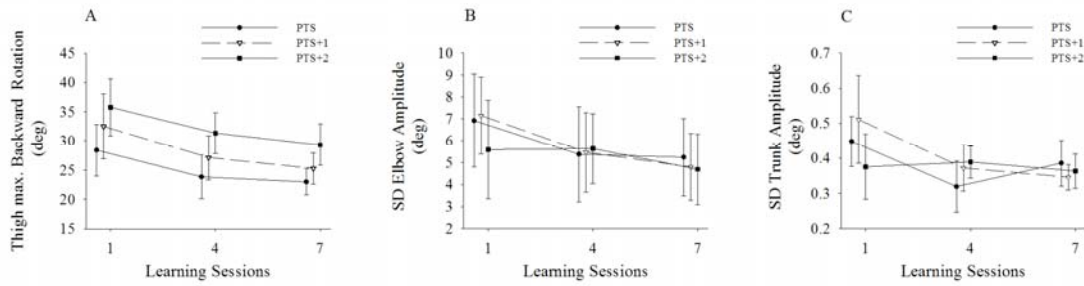 A
PTS
PTS+1
PTS+2
Thigh max. Backward Rotation
(deg)
45
40
35
30
25
20
15
1
4
7
Learning Sessions
B
PTS
PTS+1
PTS+2
SD Elbow Amplitude
(deg)
10
9
8
7
6
5
4
3
2
1
4
7
Learning Sessions
C
PTS
PTS+1
PTS+2
SD Trunk Amplitude
(deg)
0.7
0.6
0.5
0.4
0.3
0.2
1
4
7
Learning Sessions